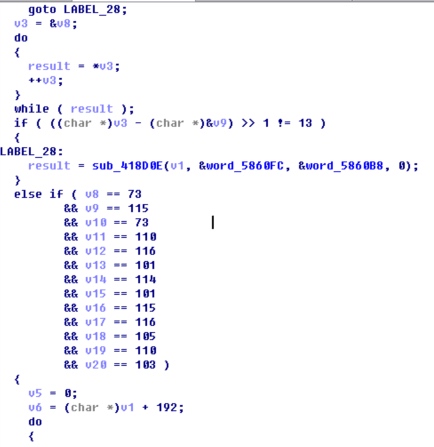 goto LABEL_28;
v3 = &v8;
do
{
result = *v3;
++v3;
}
while ( result );
if ( ((char *)v3 - (char *)&v9) >> 1 != 13 )
{
LABEL_28:
result = sub_418D0E(v1, &word_5860FC, &word_5860B8, 0);
}
else if ( v8 == 73
&& v9 == 115
&& v10 == 73
&& v11 == 110
&& v12 == 116
&& v13 == 101
&& v14 == 114
&& v15 == 101
&& v16 == 115
&& v17 == 116
&& v18 == 105
&& v19 == 110
&& v20 == 103 )
{
v5 = 0;
v6 = (char *)v1 + 192;
do
{